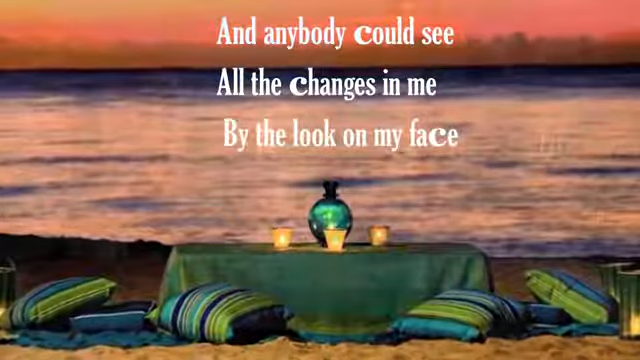 And anybody could see
All the changes in me
By the look on my face